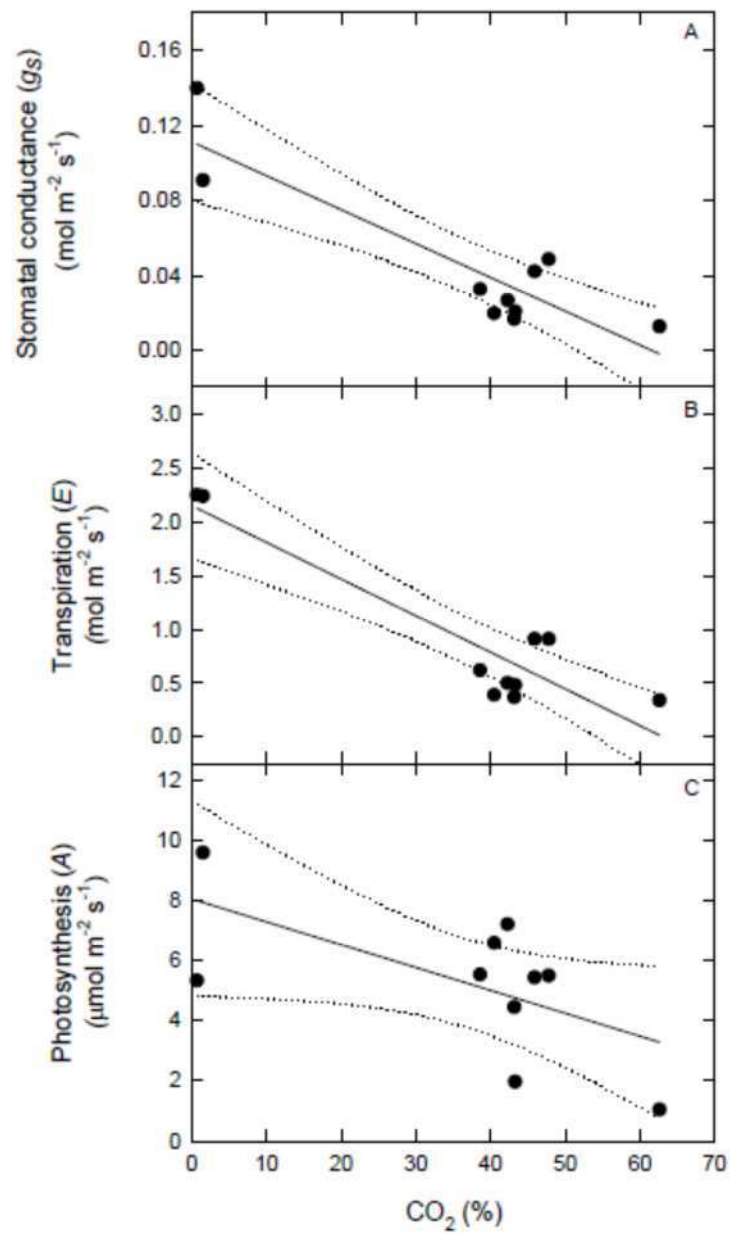 A
Stomatal conductance (gs)
(mol m-2 s-1)
0.16
0.12
0.08
0.04
0.00
B
Transpiration (E)
(mol m-2 s-1)
3.0
2.5
2.0
1.5
1.0
0.5
0.0
C
Photosynthesis (A)
(μmol m-2 s-1)
12
10
8
6
4
2
0
0 10 20 30 40 50 60 70
CO2 (%)